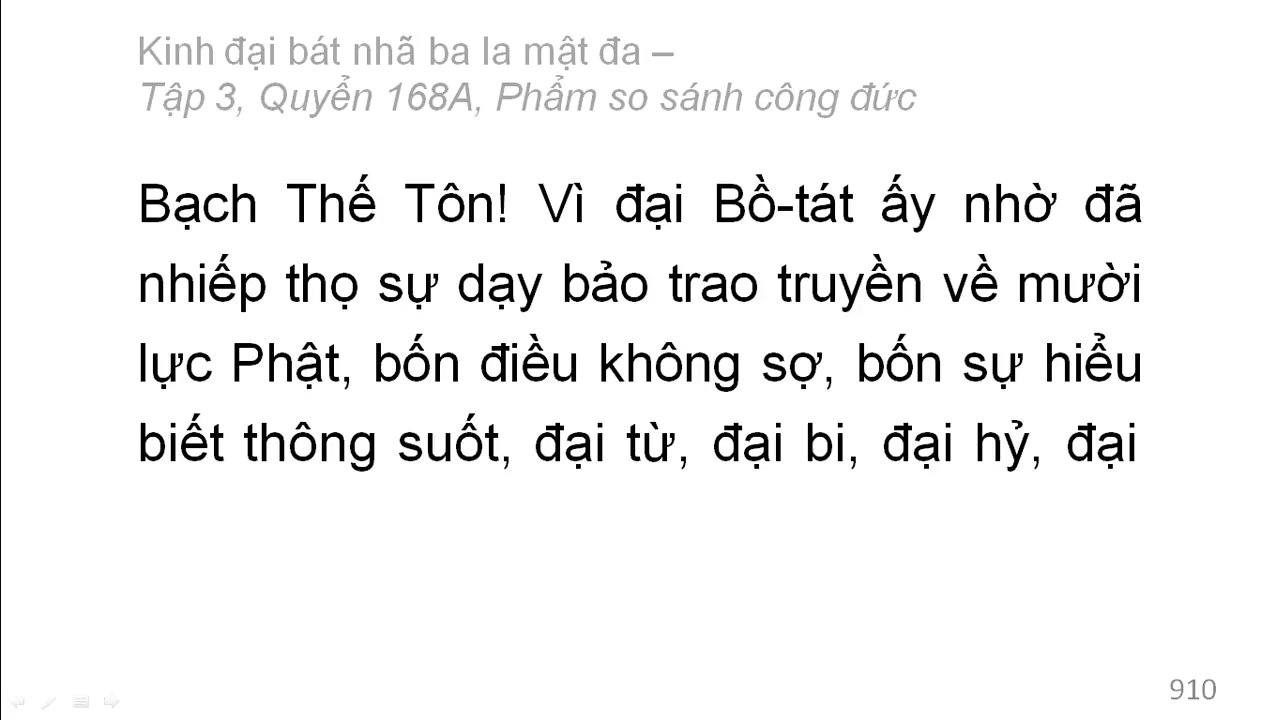 Kinh đại bát nhã ba la mật đa –
Tập 3, Quyển 168A, Phẩm so sánh công đức
Bạch Thế Tôn! Vì đại Bồ-tát ấy nhờ đã
nhiếp thọ sự dạy bảo trao truyền về mười
lực Phật, bốn điều không sợ, bốn sự hiểu
biết thông suốt, đại từ, đại bi, đại hỷ, đại
910